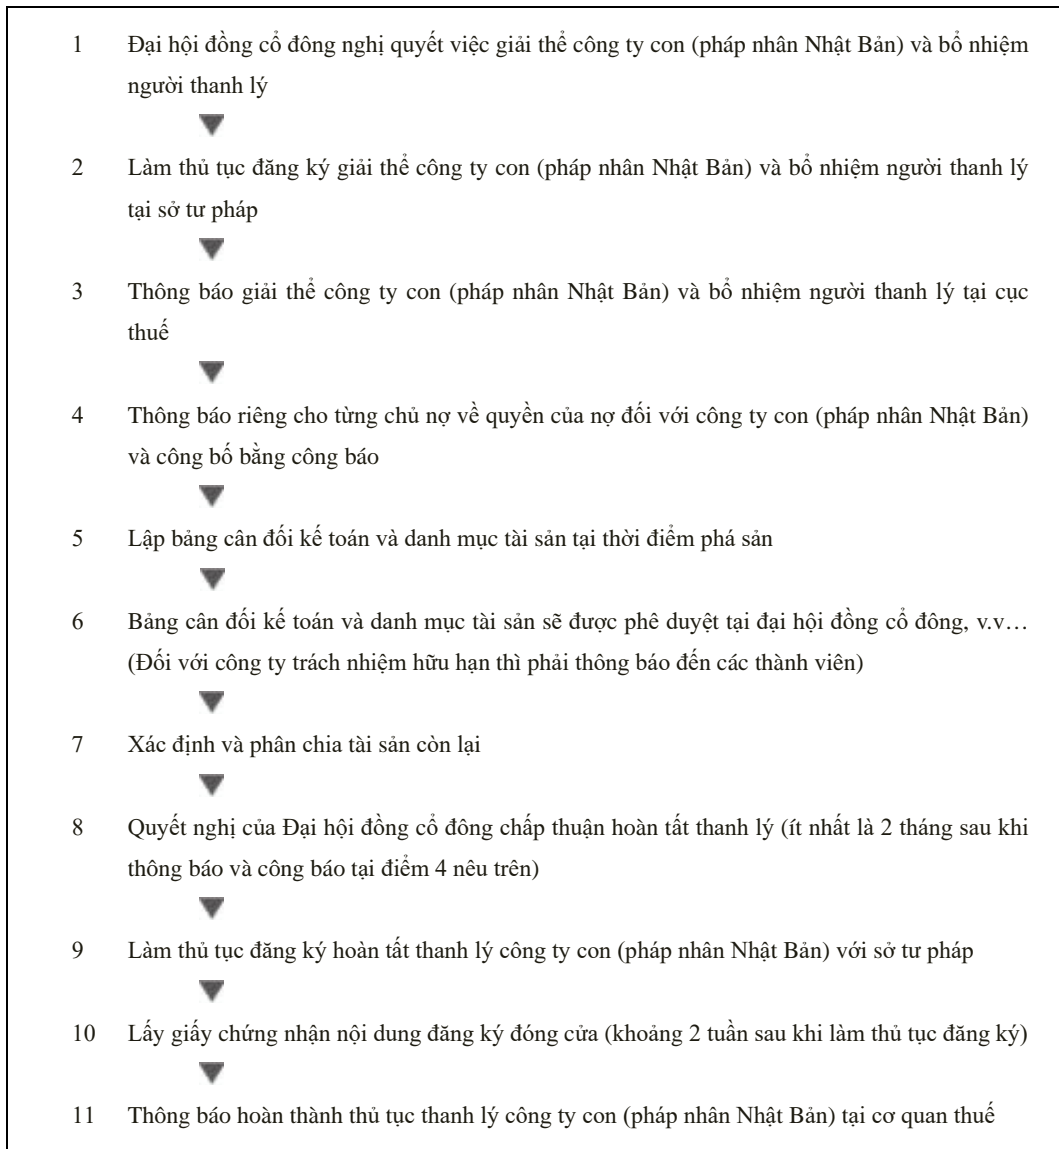 1 Đại hội đồng cổ đông nghị quyết việc giải thể công ty con (pháp nhân Nhật Bản) và bổ nhiệm
người thanh lý
2 Làm thủ tục đăng ký giải thể công ty con (pháp nhân Nhật Bản) và bổ nhiệm người thanh lý
tại sở tư pháp
3 Thông báo giải thể công ty con (pháp nhân Nhật Bản) và bổ nhiệm người thanh lý tại cục
thuế
4 Thông báo riêng cho từng chủ nợ về quyền của nợ đối với công ty con (pháp nhân Nhật Bản)
và công bố bằng công báo
5 Lập bảng cân đối kế toán và danh mục tài sản tại thời điểm phá sản
6 Bảng cân đối kế toán và danh mục tài sản sẽ được phê duyệt tại đại hội đồng cổ đông, v.v…
(Đối với công ty trách nhiệm hữu hạn thì phải thông báo đến các thành viên)
7 Xác định và phân chia tài sản còn lại
8 Quyết nghị của Đại hội đồng cổ đông chấp thuận hoàn tất thanh lý (ít nhất là 2 tháng sau khi
thông báo và công báo tại điểm 4 nêu trên)
9 Làm thủ tục đăng ký hoàn tất thanh lý công ty con (pháp nhân Nhật Bản) với sở tư pháp
10 Lấy giấy chứng nhận nội dung đăng ký đóng cửa (khoảng 2 tuần sau khi làm thủ tục đăng ký)
11 Thông báo hoàn thành thủ tục thanh lý công ty con (pháp nhân Nhật Bản) tại cơ quan thuế